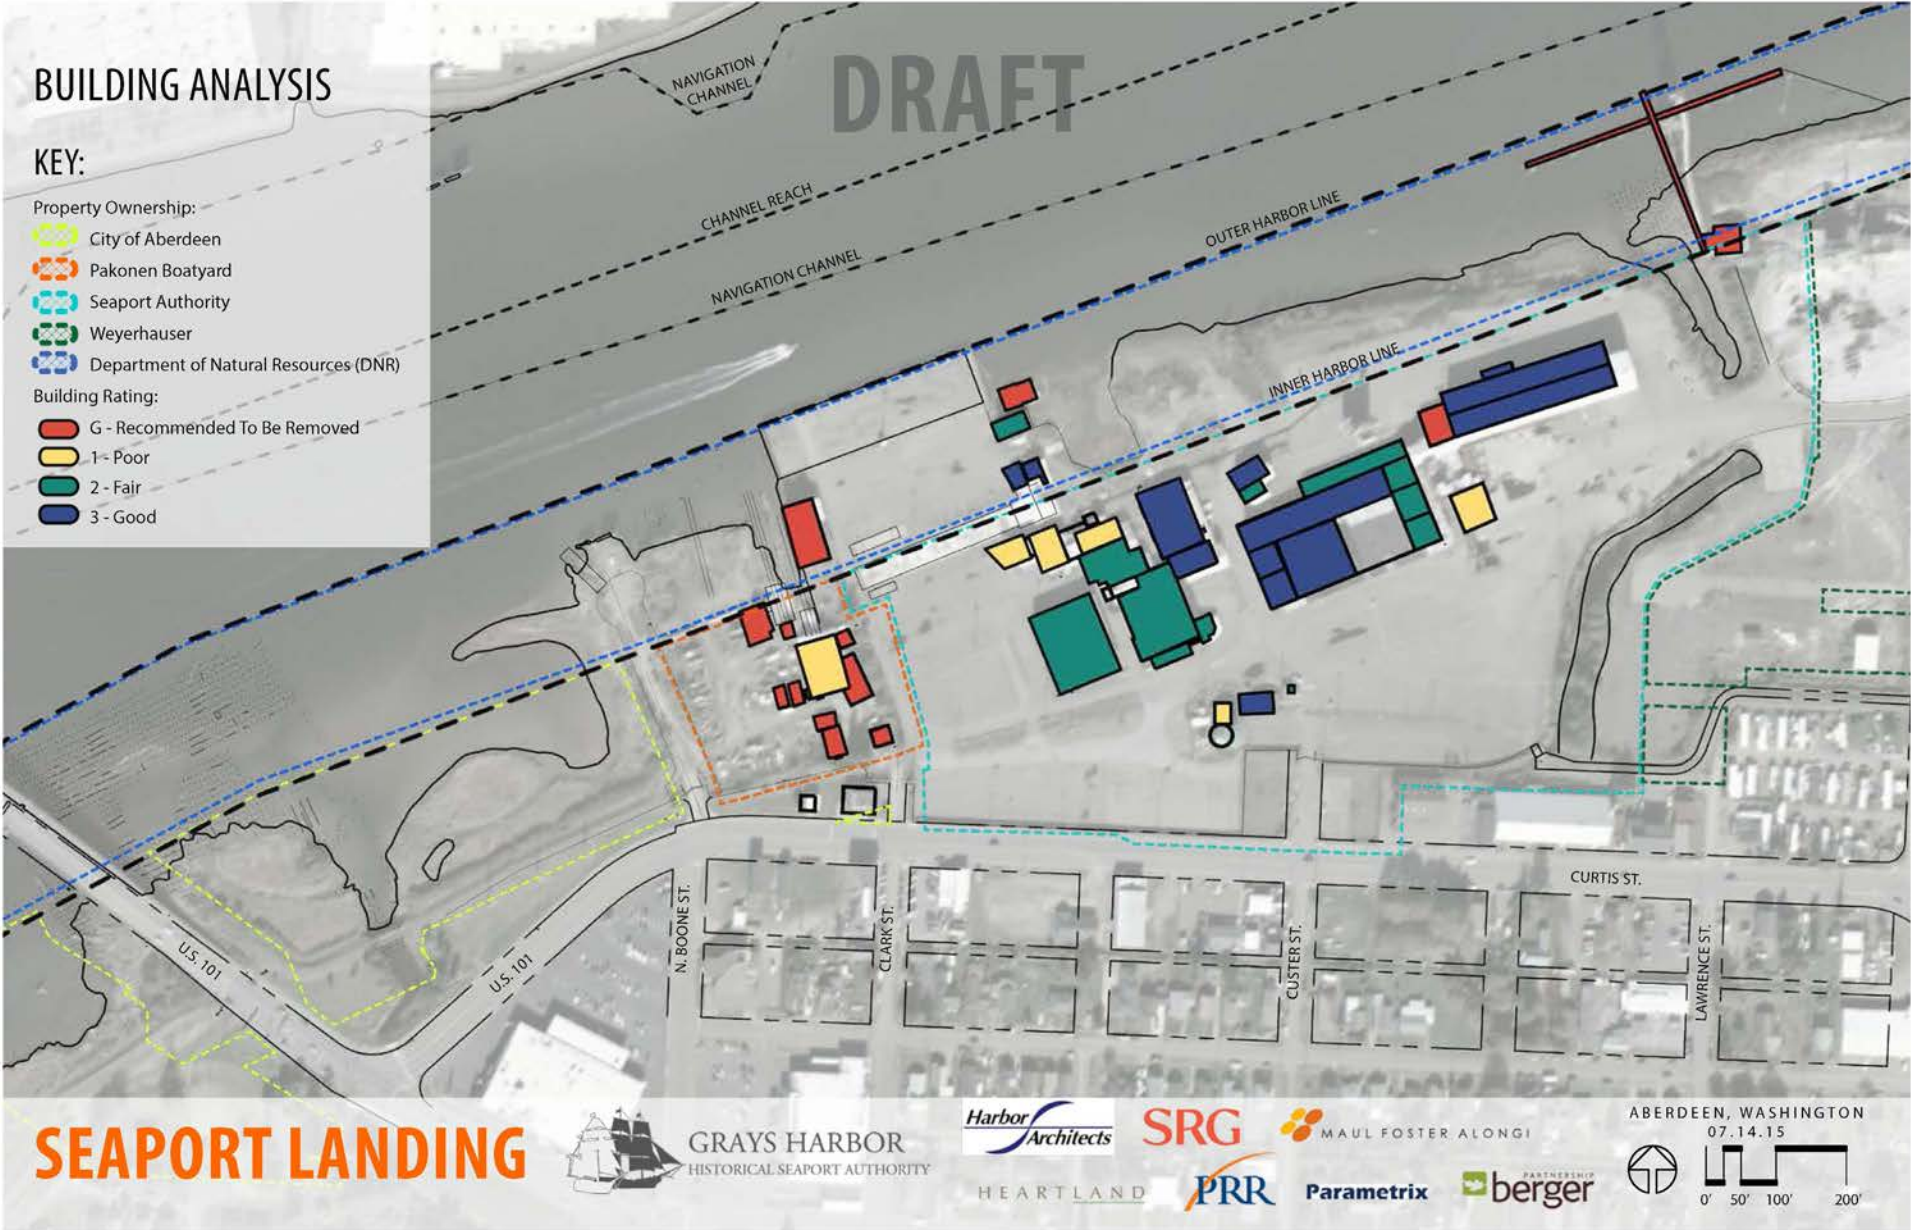 BUILDING ANALYSIS
DRAFT
KEY:
Property Ownership:
City of Aberdeen
Pakonen Boatyard
Seaport Authority
Weyerhauser
Department of Natural Resources (DNR)
Building Rating:
G - Recommended To Be Removed
1 - Poor
2 - Fair
3 - Good
NAVIGATION
CHANNEL
CHANNEL REACH
NAVIGATION CHANNEL
OUTER HARBOR LINE
INNER HARBOR LINE
U.S. 101
U.S. 101
N. BOONE ST.
CLARK ST.
CUSTER ST.
CURTIS ST.
LAWRENCE ST.
SEAPORT LANDING
GRAYS HARBOR
HISTORICAL SEAPORT AUTHORITY
Harbor
Architects
SRG
MAUL FOSTER ALONGI
HEARTLAND
PRR
Parametrix
PARTNERSHIP
berger
ABERDEEN, WASHINGTON
07.14.15
0' 50' 100' 200'